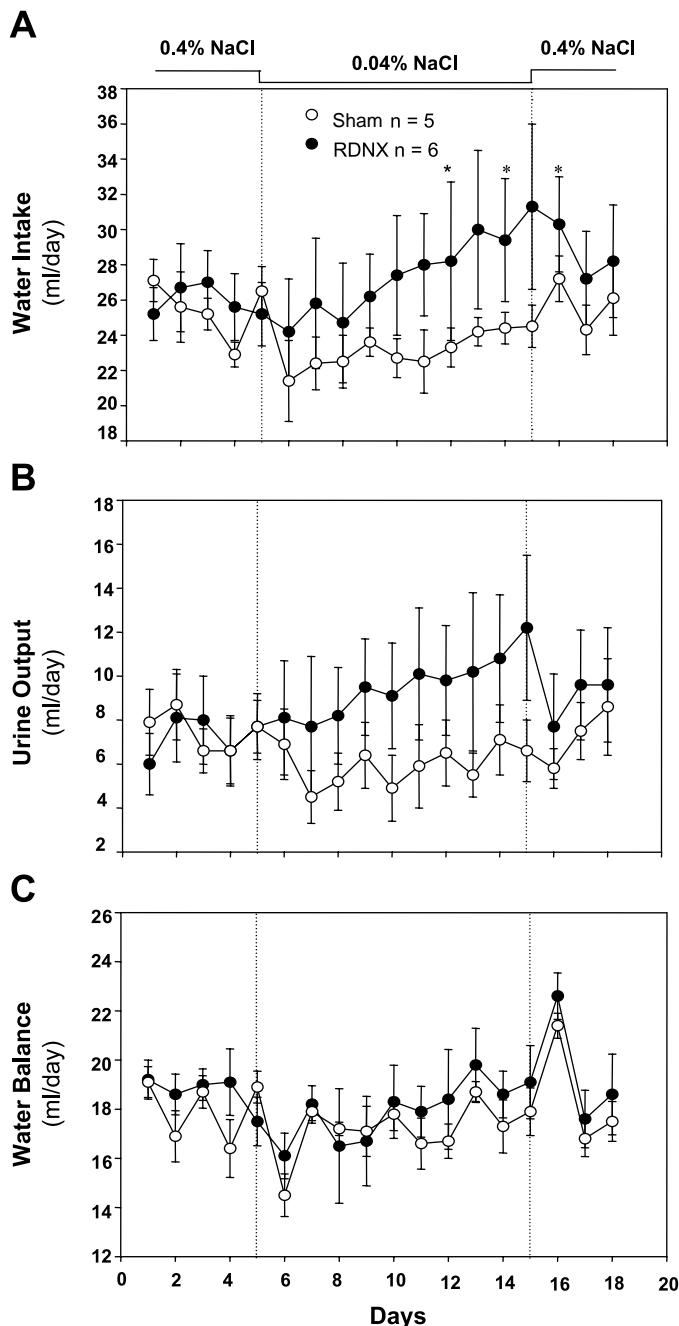 A
0.4% NaCl
0.04% NaCl
0.4% NaCl
38
36
34
32
30
28
26
24
22
20
18
Water Intake
(ml/day)
Sham n = 5
RDNX n = 6
* * *
B
18
16
14
12
10
8
6
4
2
Urine Output
(ml/day)
C
26
24
22
20
18
16
14
12
Water Balance
(ml/day)
0 2 4 6 8 10 12 14 16 18 20
Days